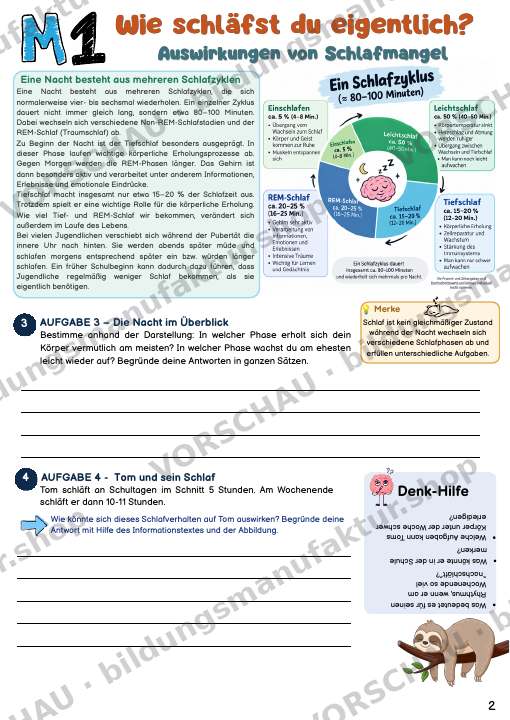 M1
Wie schläfst du eigentlich?
Auswirkungen von Schlafmangel
Eine Nacht besteht aus mehreren Schlafzyklen
Eine Nacht besteht aus mehreren Schlafzyklen, die sich
normalerweise vier- bis sechsmal wiederholen. Ein einzelner Zyklus
dauert nicht immer gleich lang, sondern etwa 80–100 Minuten.
Dabei wechseln sich verschiedene Non-REM-Schlafstadien und der
REM-Schlaf (Traumschlaf) ab.
Zu Beginn der Nacht ist der Tiefschlaf besonders ausgeprägt. In
dieser Phase laufen wichtige körperliche Erholungsprozesse ab.
Gegen Morgen werden die REM-Phasen länger. Das Gehirn ist
dann besonders aktiv und verarbeitet unter anderem Informationen,
Erlebnisse und emotionale Eindrücke.
Tiefschlaf macht insgesamt nur etwa 15–20 % der Schlafzeit aus.
Trotzdem spielt er eine wichtige Rolle für die körperliche Erholung.
Wie viel Tief- und REM-Schlaf wir bekommen, verändert sich
außerdem im Laufe des Lebens.
Bei vielen Jugendlichen verschiebt sich während der Pubertät die
innere Uhr nach hinten. Sie werden abends später müde und
schlafen morgens entsprechend später ein bzw. würden länger
schlafen. Ein früher Schulbeginn kann dadurch dazu führen, dass
Jugendliche regelmäßig weniger Schlaf bekommen, als sie
eigentlich benötigen.
Ein Schlafzyklus
(≈ 80–100 Minuten)
Einschlafen
ca. 5 % (4–8 Min.)
• Übergang vom
Wachsein zum Schlaf
• Körper und Geist
kommen zur Ruhe
• Muskeln entspannen
sich
Leichtschlaf
ca. 50 % (40–50 Min.)
• Körpertemperatur sinkt
• Herzschlag und Atmung
werden ruhiger
• Übergang zwischen
Wachsein und Tiefschlaf
• Man kann noch leicht
aufwachen
REM-Schlaf
ca. 20–25 %
(16–25 Min.)
• Gehirn sehr aktiv
• Verarbeitung von
Informationen,
Emotionen und
Erlebnissen
• Intensive Träume
• Wichtig für Lernen
und Gedächtnis
Tiefschlaf
ca. 15–20 %
(12–20 Min.)
• Körperliche Erholung
• Zellreparatur und
Wachstum
• Stärkung des
Immunsystems
• Man kann nur schwer
aufwachen
Einschlafen
ca. 5 %
(4–8 Min.)
Leichtschlaf
ca. 50 %
(40–50 Min.)
REM-Schlaf
ca. 20–25 %
(16–25 Min.)
Tiefschlaf
ca. 15–20 %
(12–20 Min.)
Ein Schlafzyklus dauert
insgesamt ca. 80–100 Minuten
und wiederholt sich mehrmals pro Nacht.
3
AUFGABE 3 – Die Nacht im Überblick
Bestimme anhand der Darstellung: In welcher Phase erholt sich dein
Körper vermutlich am meisten? In welcher Phase wachst du am ehesten
leicht wieder auf? Begründe deine Antworten in ganzen Sätzen.
Merke
Schlaf ist kein gleichmäßiger Zustand
während der Nacht wechseln sich
verschiedene Schlafphasen ab und
erfüllen unterschiedliche Aufgaben.
4
AUFGABE 4 - Tom und sein Schlaf
Tom schläft an Schultagen im Schnitt 5 Stunden. Am Wochenende
schläft er dann 10-11 Stunden.
Wie könnte sich dieses Schlafverhalten auf Tom auswirken? Begründe deine
Antwort mit Hilfe des Informationstextes und der Abbildung.
Denk-Hilfe
• Was bedeutet es für seinen
Rhythmus, wenn er am
Wochenende so viel
"nachschläft"?
• Was könnte er in der Schule
merken?
• Welche Aufgaben kann Toms
Körper unter der Woche schwer
erledigen?
2
VORSCHAU • bildungsmanufaktur.shop